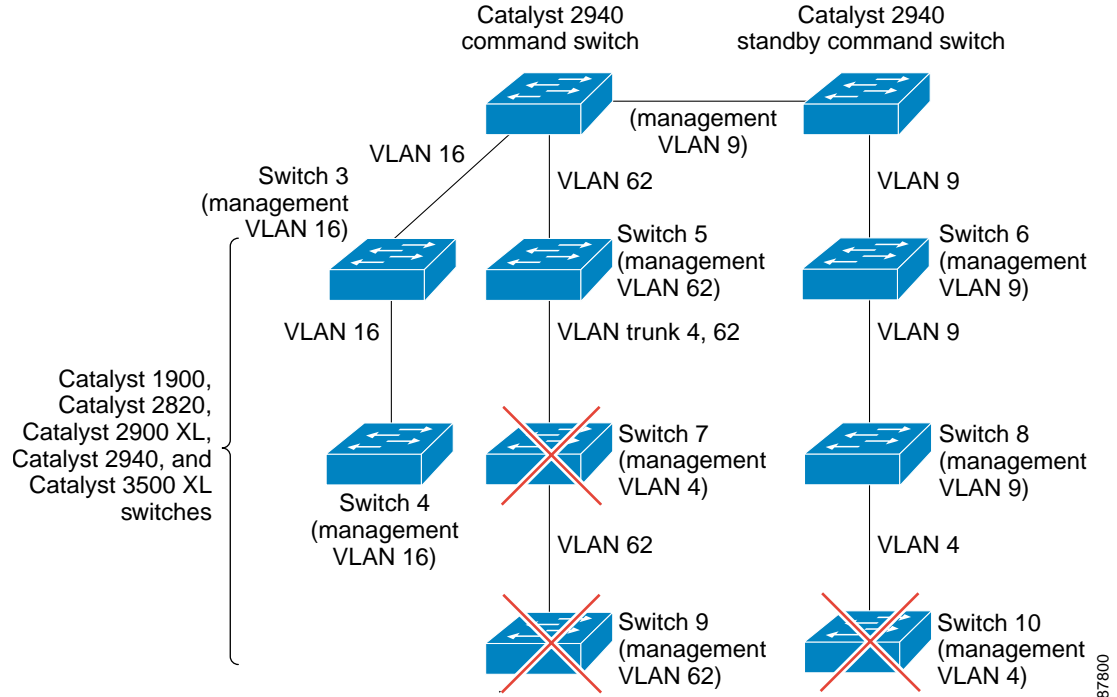 Catalyst 2940
command switch
Catalyst 2940
standby command switch
(management
VLAN 9)
VLAN 16
VLAN 62
VLAN 9
Switch 3
(management
VLAN 16)
Switch 5
(management
VLAN 62)
Switch 6
(management
VLAN 9)
VLAN 16
VLAN trunk 4, 62
VLAN 9
Catalyst 1900,
Catalyst 2820,
Catalyst 2900 XL,
Catalyst 2940, and
Catalyst 3500 XL
switches
Switch 4
(management
VLAN 16)
Switch 7
(management
VLAN 4)
Switch 8
(management
VLAN 9)
VLAN 62
VLAN 4
Switch 9
(management
VLAN 62)
Switch 10
(management
VLAN 4)
87800